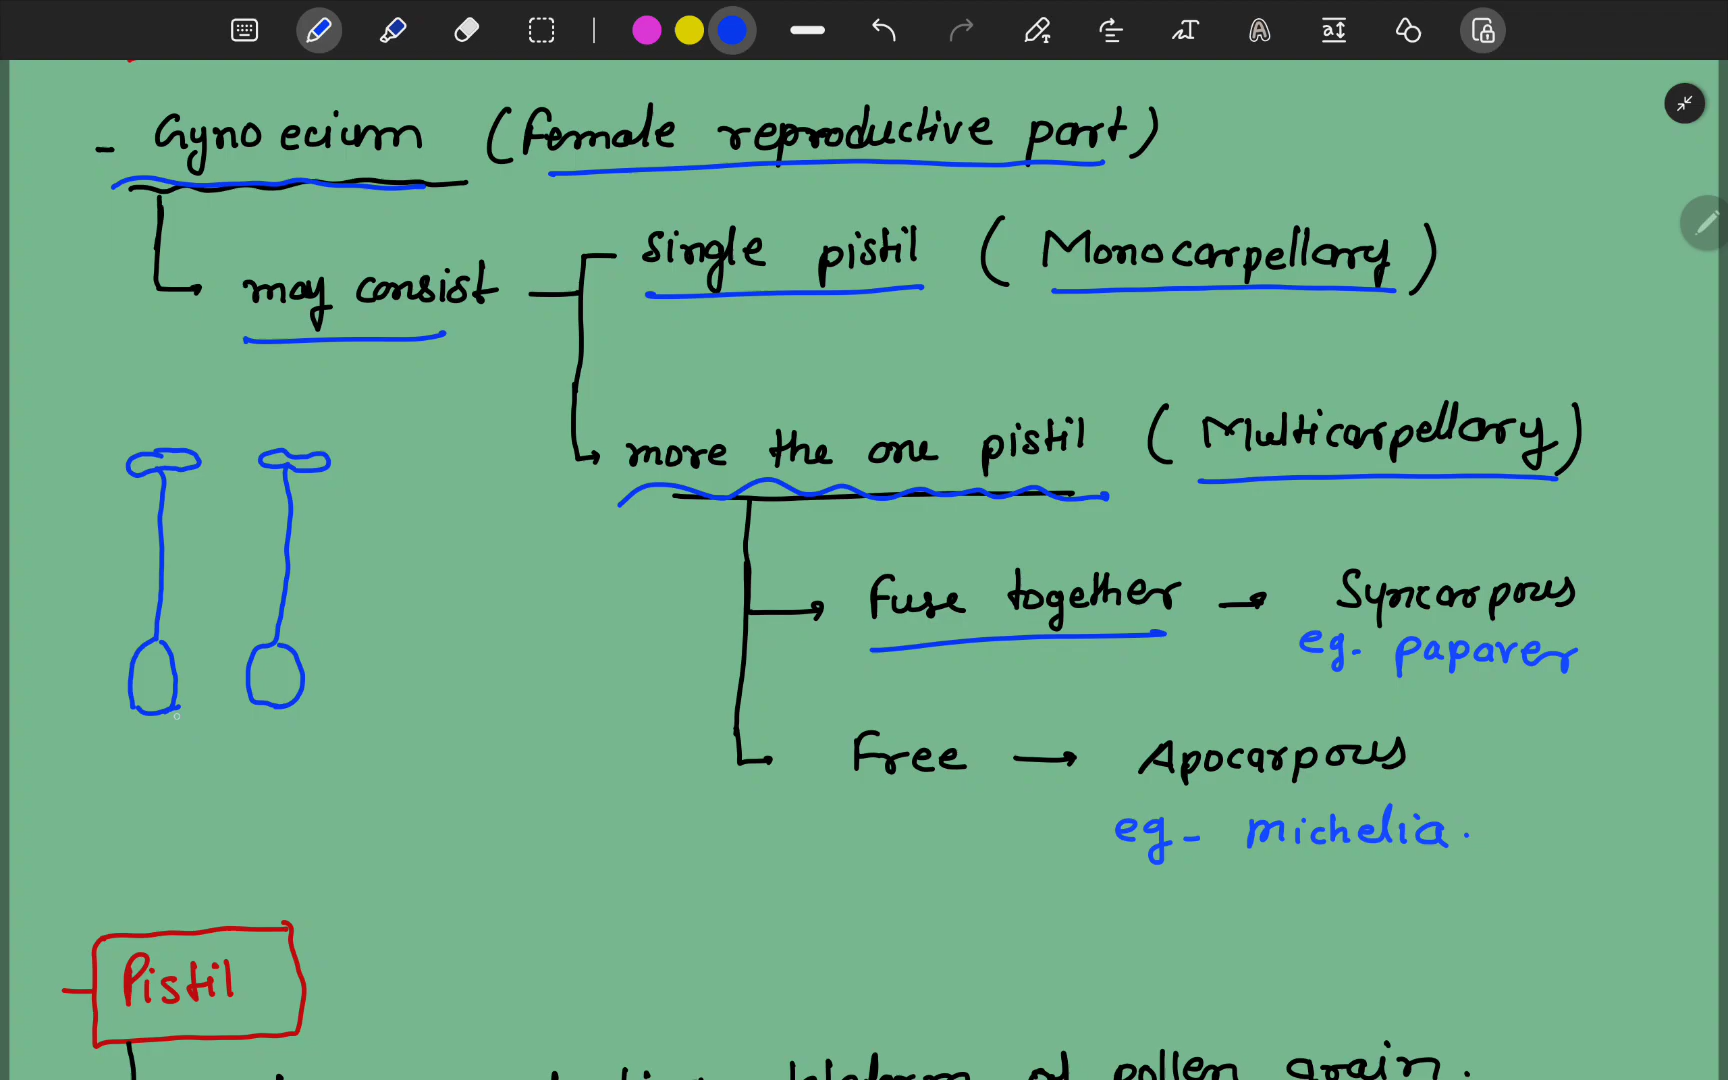 - Gynoecium (Female reproductive part)
single pistil (Monocarpellary)
may consist
more the one pistil (Multicarpellary)
Fuse together → Syncarpous
eg. papaver
Free → Apocarpous
eg - michelia.
Pistil
of pollen grain.